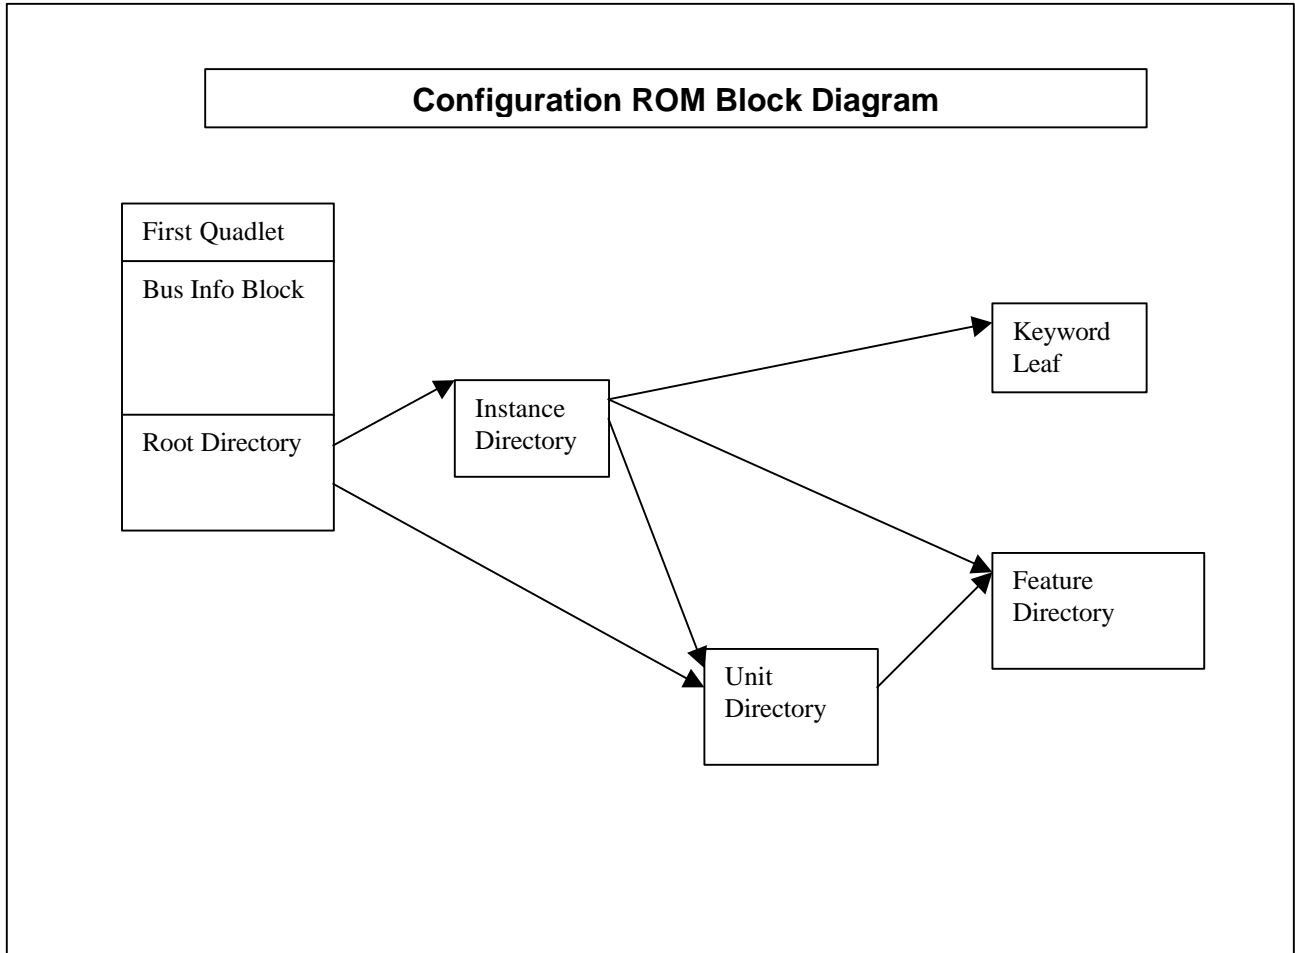 Configuration ROM Block Diagram
First Quadlet
Bus Info Block
Root Directory
Instance
Directory
Keyword
Leaf
Feature
Directory
Unit
Directory